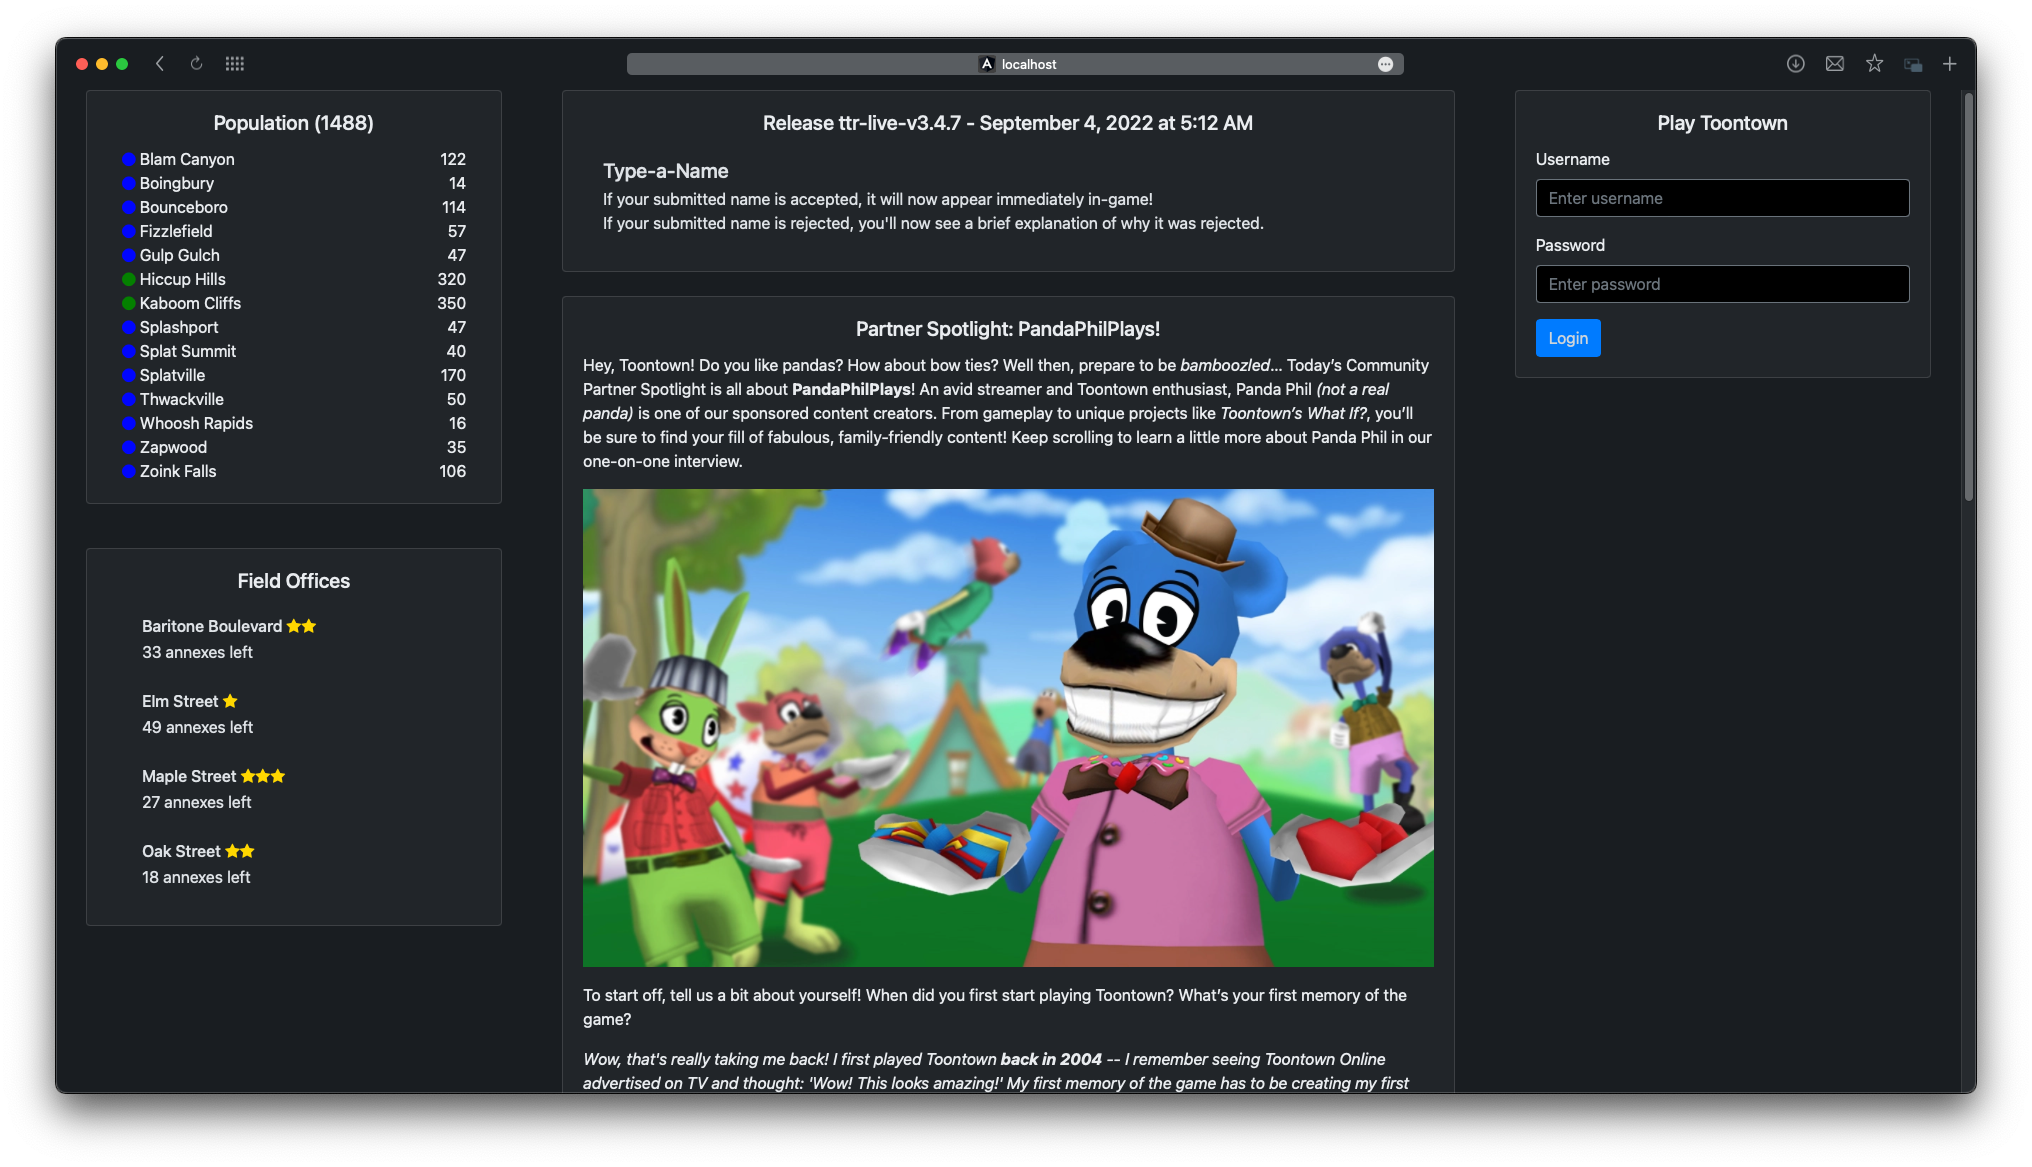 localhost
Population (1488)
Blam Canyon 122
Boingbury 14
Bounceboro 114
Fizzlefield 57
Gulp Gulch 47
Hiccup Hills 320
Kaboom Cliffs 350
Splashport 47
Splat Summit 40
Splatville 170
Thwackville 50
Whoosh Rapids 16
Zapwood 35
Zoink Falls 106
Field Offices
Baritone Boulevard
33 annexes left
Elm Street
49 annexes left
Maple Street
27 annexes left
Oak Street
18 annexes left
Release ttr-live-v3.4.7 - September 4, 2022 at 5:12 AM
Type-a-Name
If your submitted name is accepted, it will now appear immediately in-game!
If your submitted name is rejected, you'll now see a brief explanation of why it was rejected.
Partner Spotlight: PandaPhilPlays!
Hey, Toontown! Do you like pandas? How about bow ties? Well then, prepare to be bamboozled... Today’s Community
Partner Spotlight is all about PandaPhilPlays! An avid streamer and Toontown enthusiast, Panda Phil (not a real
panda) is one of our sponsored content creators. From gameplay to unique projects like Toontown’s What If?, you’ll
be sure to find your fill of fabulous, family-friendly content! Keep scrolling to learn a little more about Panda Phil in our
one-on-one interview.
To start off, tell us a bit about yourself! When did you first start playing Toontown? What’s your first memory of the
game?
Wow, that's really taking me back! I first played Toontown back in 2004 -- I remember seeing Toontown Online
advertised on TV and thought: 'Wow! This looks amazing!' My first memory of the game has to be creating my first
Play Toontown
Username
Enter username
Password
Enter password
Login